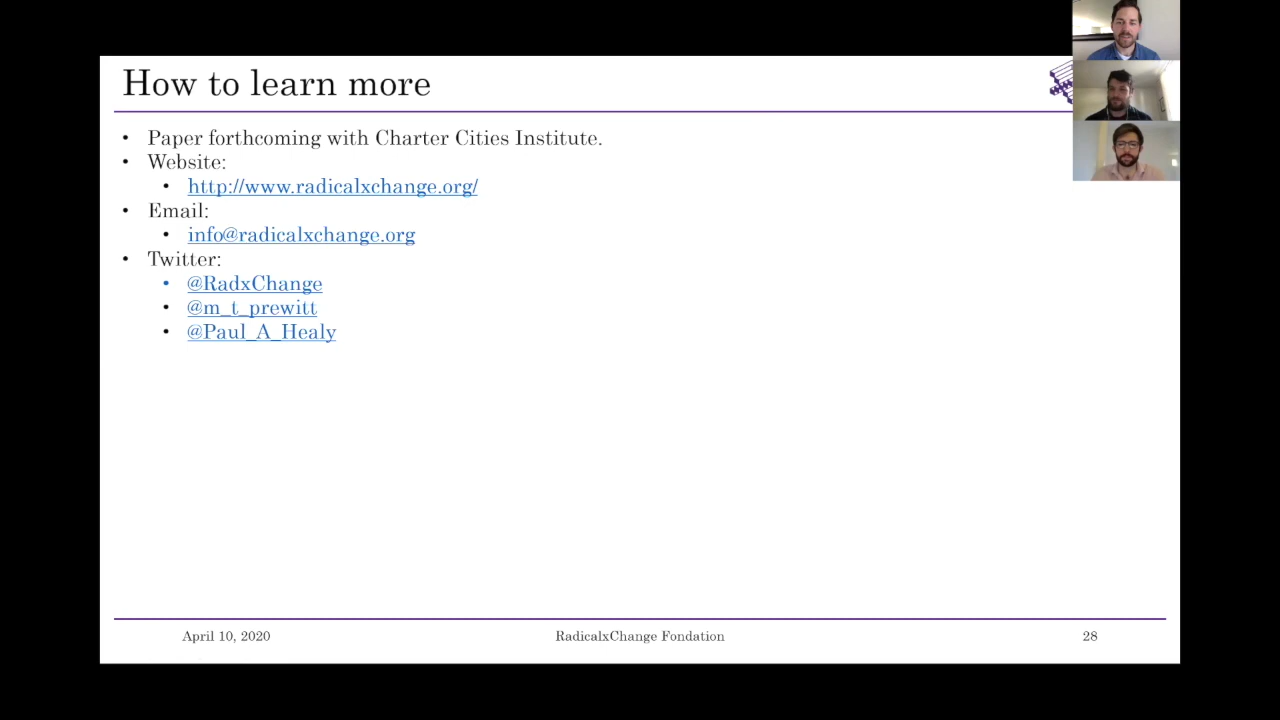 How to learn more
• Paper forthcoming with Charter Cities Institute.
• Website:
• http://www.radicalxchange.org/
• Email:
• info@radicalxchange.org
• Twitter:
• @RadxChange
• @m_t_prewitt
• @Paul_A_Healy
April 10, 2020
RadicalxChange Fondation
28